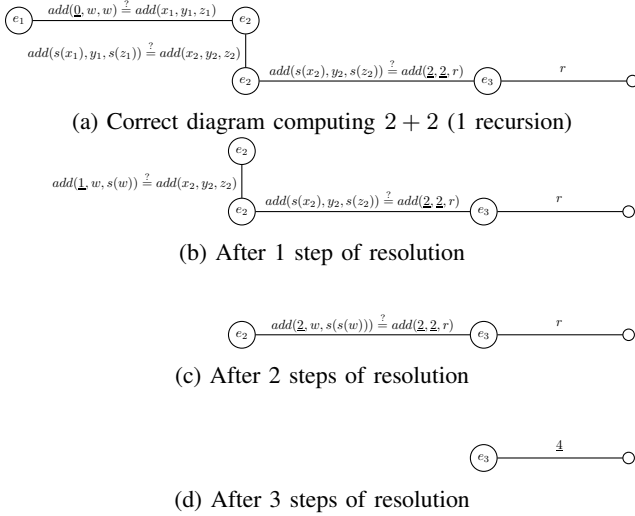 e₁ add(0, w, w) ≟ add(x₁, y₁, z₁) e₂
add(s(x₁), y₁, s(z₁)) ≟ add(x₂, y₂, z₂)
e₂ add(s(x₂), y₂, s(z₂)) ≟ add(2, 2, r) e₃ r
(a) Correct diagram computing 2 + 2 (1 recursion)
e₂
add(1, w, s(w)) ≟ add(x₂, y₂, z₂)
e₂ add(s(x₂), y₂, s(z₂)) ≟ add(2, 2, r) e₃ r
(b) After 1 step of resolution
e₂ add(2, w, s(s(w))) ≟ add(2, 2, r) e₃ r
(c) After 2 steps of resolution
e₃ 4
(d) After 3 steps of resolution